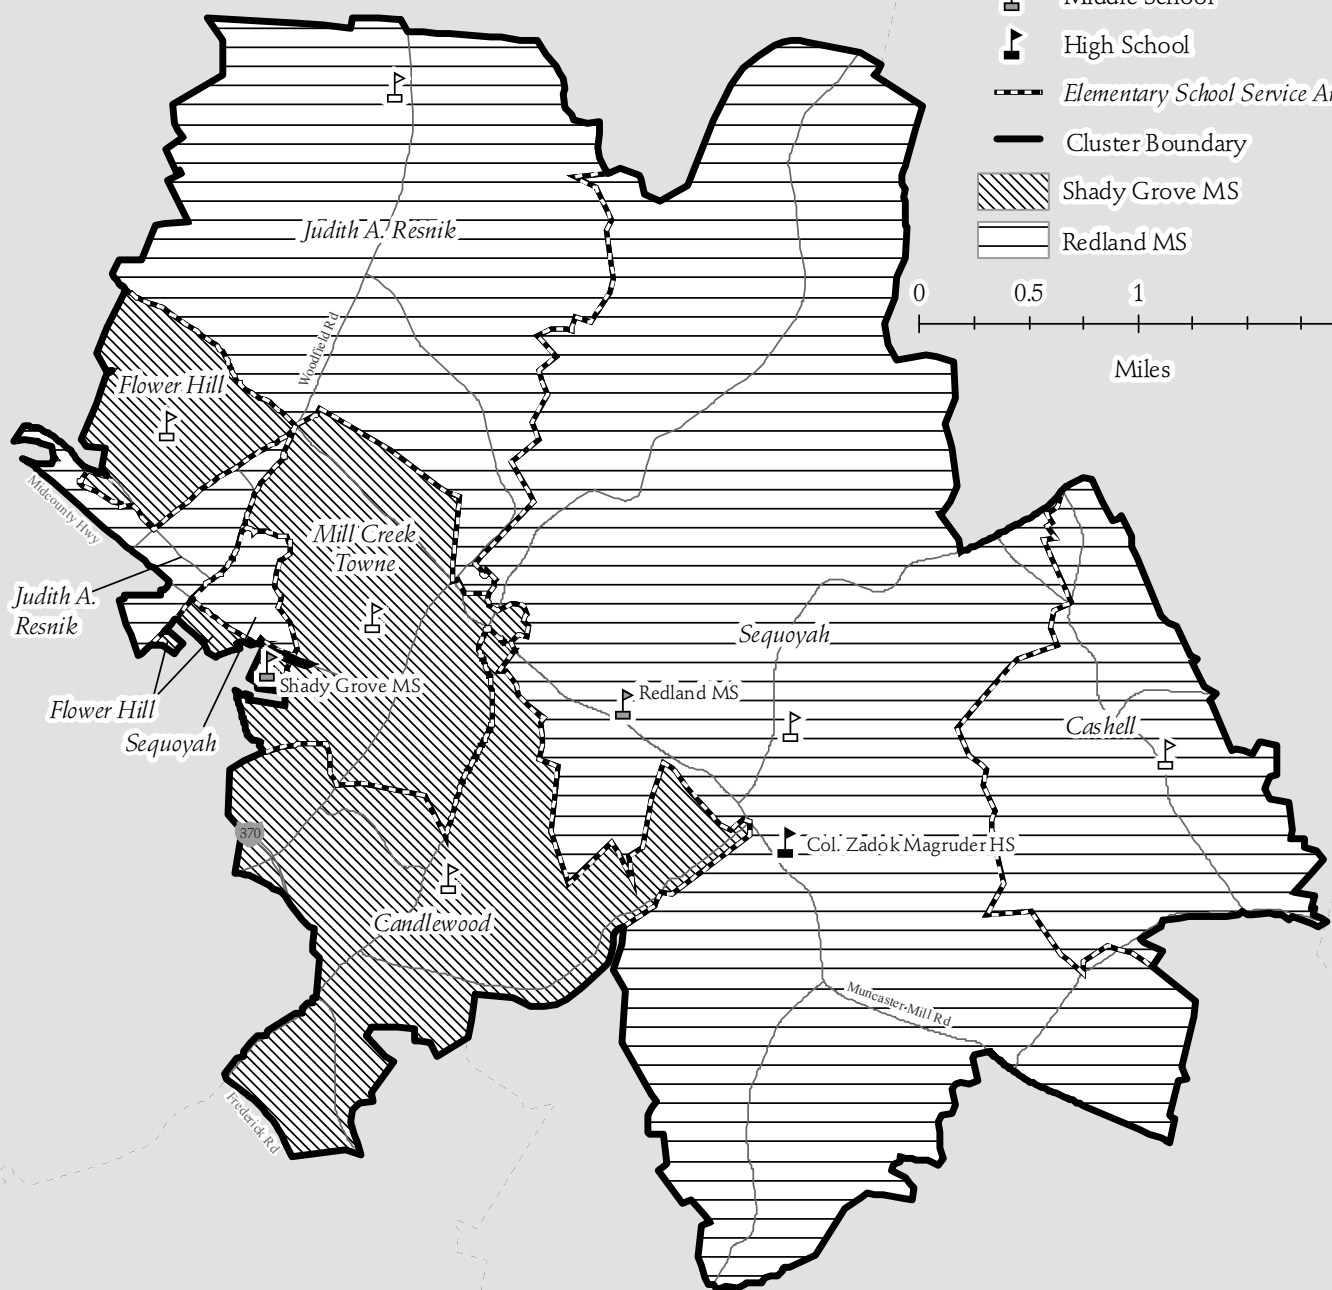 Middle School
High School
Elementary School Service
Cluster Boundary
Shady Grove MS
Redland MS
0 0.5 1
Miles
Judith A. Resnik
Woodfield Rd
Flower Hill
Midcounty Hwy
Mill Creek
Towne
Judith A.
Resnik
Sequoyah
Shady Grove MS
Redland MS
Flower Hill
Sequoyah
Cashell
370
Col. Zadok Magruder HS
Candlewood
Muncaster Mill Rd
Frederick Rd